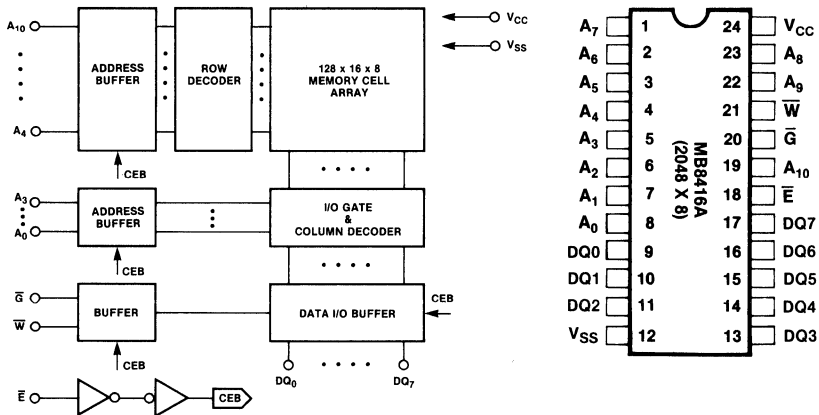 A10
A4
ADDRESS
BUFFER
CEB
ROW
DECODER
128 x 16 x 8
MEMORY CELL
ARRAY
VCC
VSS
A3
A0
ADDRESS
BUFFER
CEB
I/O GATE
&
COLUMN DECODER
G̅
W̅
BUFFER
CEB
DATA I/O BUFFER
CEB
DQ0
DQ7
E̅
CEB
A7 1 24 VCC
A6 2 23 A8
A5 3 22 A9
A4 4 21 W̅
A3 5 20 G̅
A2 6 19 A10
A1 7 18 E̅
A0 8 17 DQ7
DQ0 9 16 DQ6
DQ1 10 15 DQ5
DQ2 11 14 DQ4
VSS 12 13 DQ3
MB8416A
(2048 X 8)